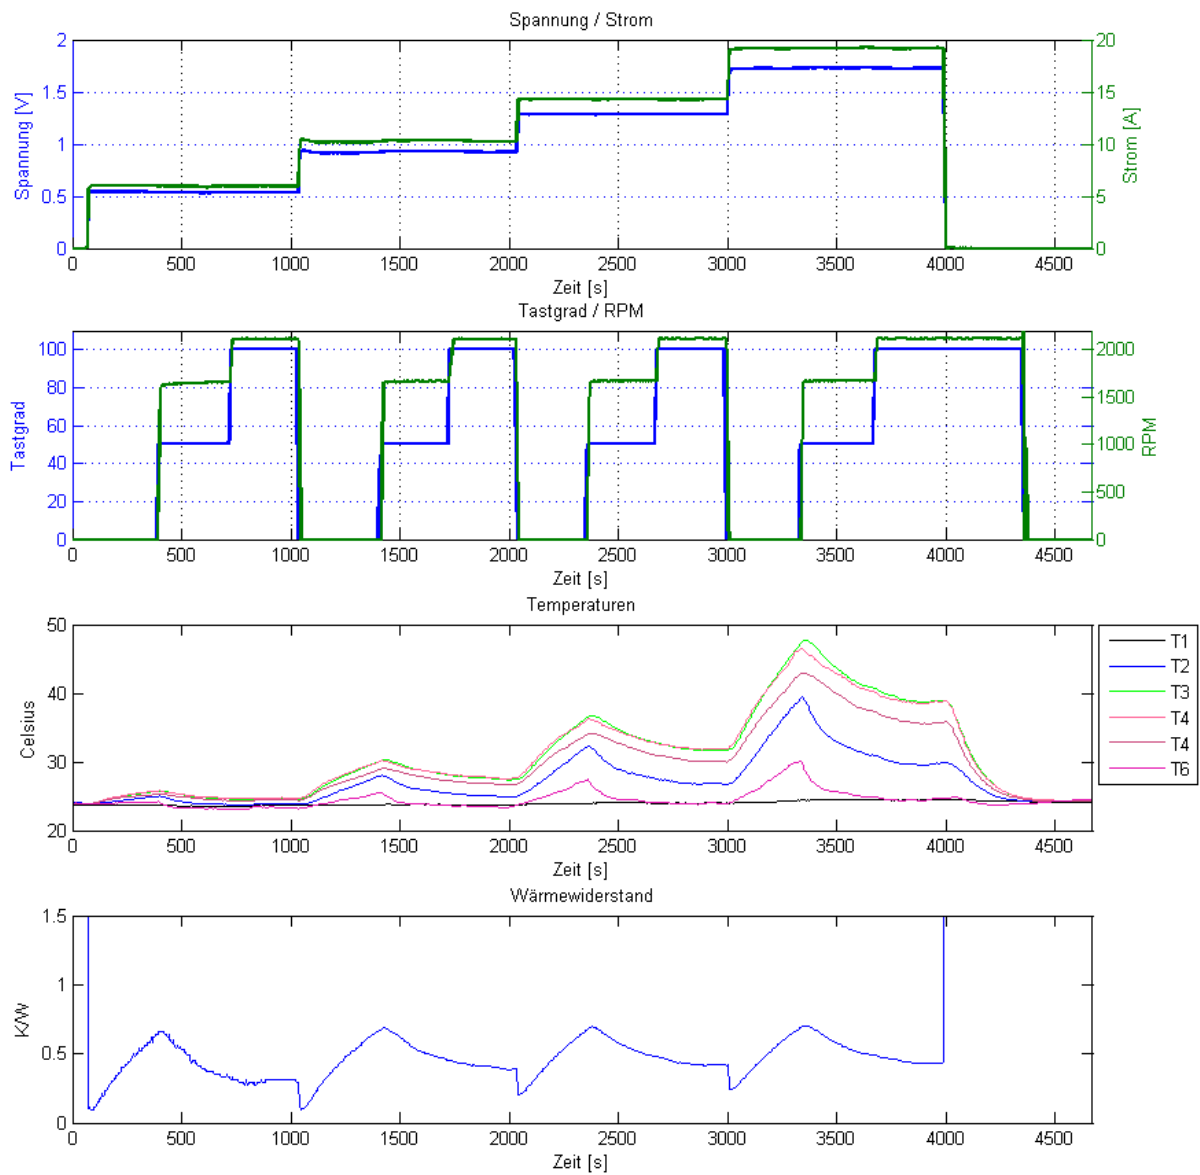 Spannung / Strom
2
1.5
1
0.5
0
Spannung [V]
20
15
10
5
0
Strom [A]
0 500 1000 1500 2000 2500 3000 3500 4000 4500
Zeit [s]
Tastgrad / RPM
100
80
60
40
20
0
Tastgrad
2000
1500
1000
500
0
RPM
0 500 1000 1500 2000 2500 3000 3500 4000 4500
Zeit [s]
Temperaturen
50
40
30
20
Celsius
T1
T2
T3
T4
T4
T6
0 500 1000 1500 2000 2500 3000 3500 4000 4500
Zeit [s]
Wärmewiderstand
1.5
1
0.5
0
K/W
0 500 1000 1500 2000 2500 3000 3500 4000 4500
Zeit [s]